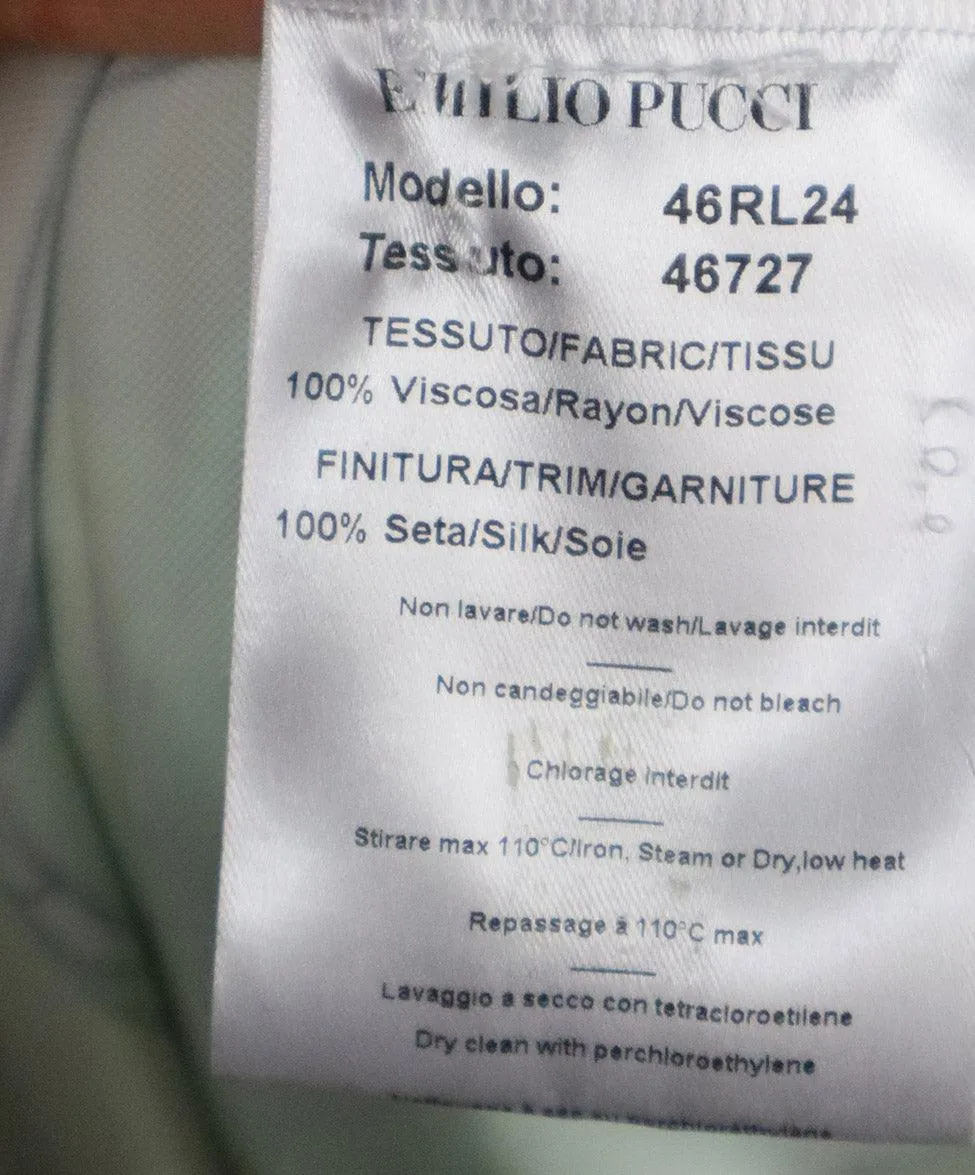 EMILIO PUCCI
Modello: 46RL24
Tessuto: 46727
TESSUTO/FABRIC/TISSU
100% Viscosa/Rayon/Viscose
FINITURA/TRIM/GARNITURE
100% Seta/Silk/Soie
Non lavare/Do not wash/Lavage interdit
Non candeggiabile/Do not bleach
Chlorage interdit
Stirare max 110°C/Iron, Steam or Dry,low heat
Repassage à 110°C max
Lavaggio a secco con tetracloroetilene
Dry clean with perchloroethylene